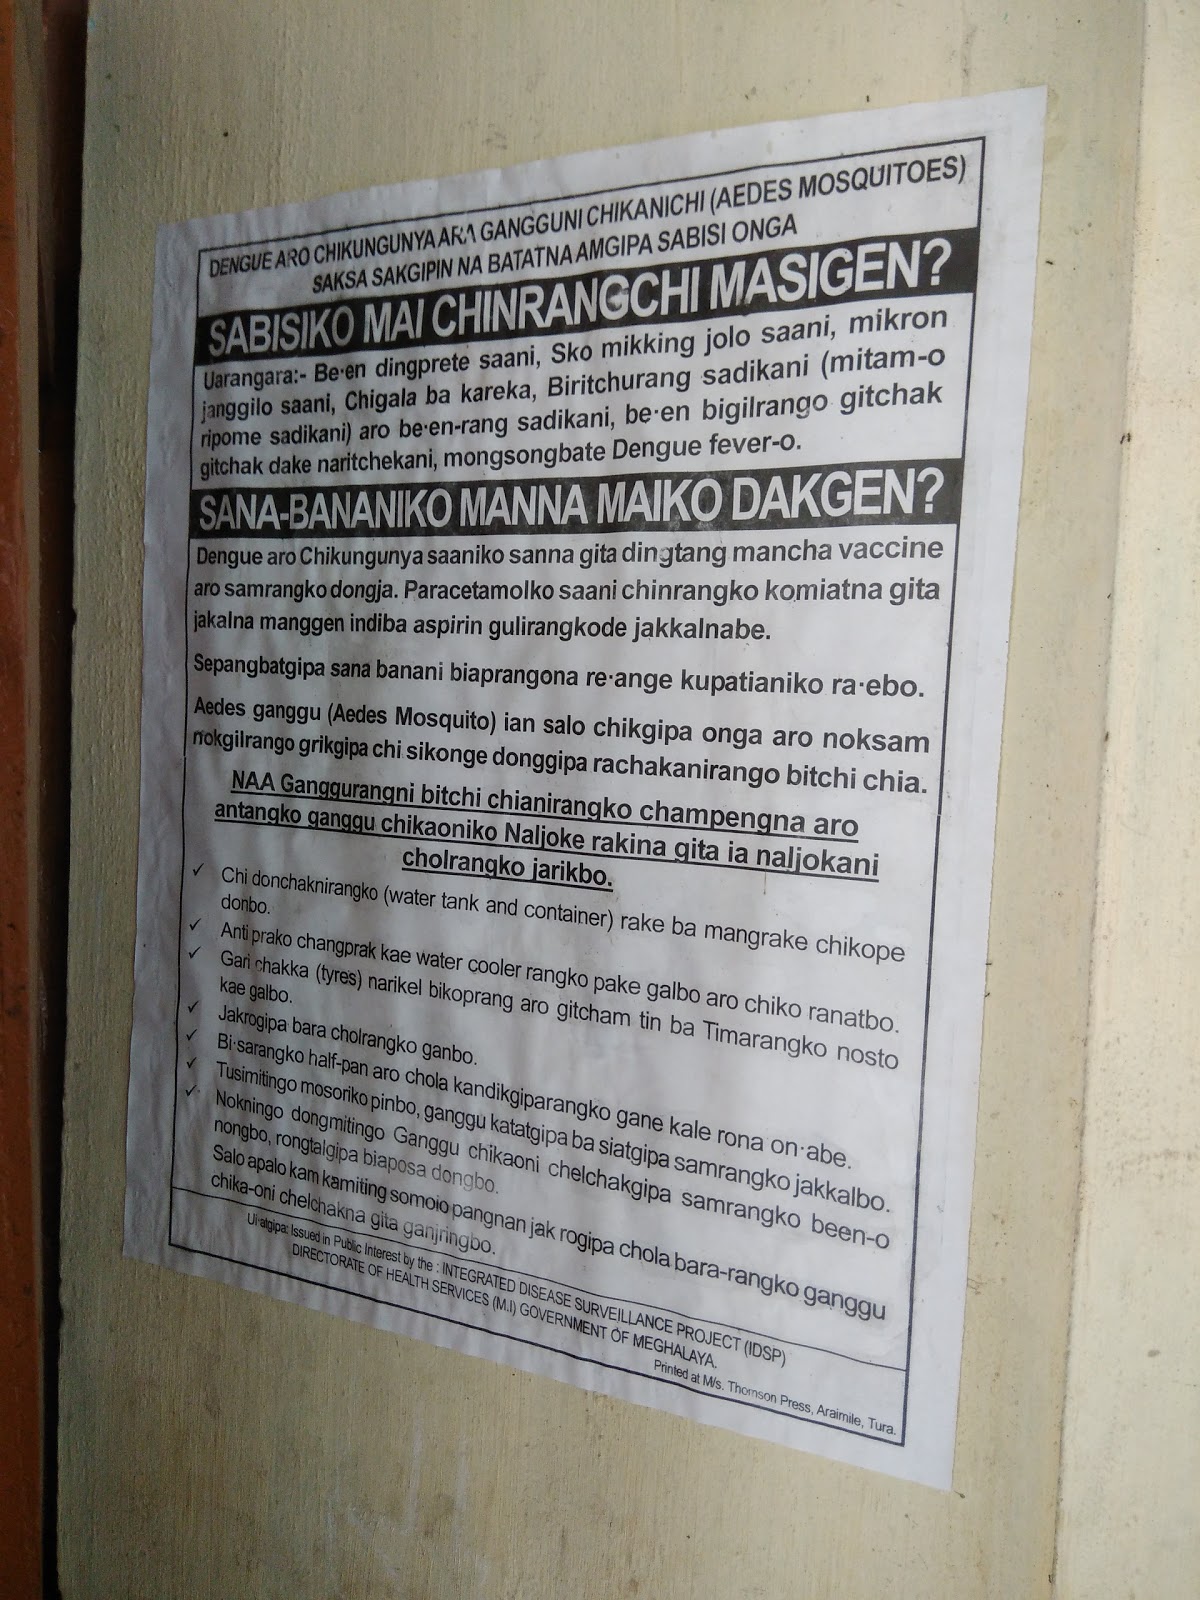 DENGUE ARO CHIKUNGUNYA ARA GANGGUNI CHIKANICHI (AEDES MOSQUITOES)
SAKSA SAKGIPIN NA BATATNA AMGIPA SABISI ONGA
SABISIKO MAI CHINRANGCHI MASIGEN?
Uarangara:- Be·en dingprete saani, Sko mikking jolo saani, mikron
janggilo saani, Chigala ba kareka, Biritchurang sadikani (mitam-o
ripome sadikani) aro be·en-rang sadikani, be·en bigilrango gitchak
gitchak dake naritchekani, mongsongbate Dengue fever-o.
SANA-BANANIKO MANNA MAIKO DAKGEN?
Dengue aro Chikungunya saaniko sanna gita dingtang mancha vaccine
aro samrangko dongja. Paracetamolko saani chinrangko komiatna gita
jakalna manggen indiba aspirin gulirangkode jakkalnabe.
Sepangbatgipa sana banani biaprangona re·ange kupatianiko ra·ebo.
Aedes ganggu (Aedes Mosquito) ian salo chikgipa onga aro noksam
nokgilrango grikgipa chi sikonge donggipa rachakanirango bitchi chia.
NAA Ganggurangni bitchi chianirangko champengna aro
antangko ganggu chikaoniko Naljoke rakina gita ia naljokani
cholrangko jarikbo.
✓ Chi donchaknirangko (water tank and container) rake ba mangrake chikope
donbo.
✓ Anti prako changprak kae water cooler rangko pake galbo aro chiko ranatbo.
✓ Gari chakka (tyres) narikel bikoprang aro gitcham tin ba Timarangko nosto
kae galbo.
✓ Jakrogipa bara cholrangko ganbo.
✓ Bi·sarangko half-pan aro chola kandikgiparangko gane kale rona on·abe.
✓ Tusimitingo mosoriko pinbo, ganggu katatgipa ba siatgipa samrangko jakkalbo.
✓ Nokningo dongmitingo Ganggu chikaoni chelchakgipa samrangko been-o
nongbo, rongtalgipa biaposa dongbo.
Salo apalo kam kamiting somoio pangnan jak rogipa chola bara-rangko ganggu
chika-oni chelchakna gita ganjringbo.
Ui·atgipa: Issued in Public Interest by the : INTEGRATED DISEASE SURVEILLANCE PROJECT (IDSP)
DIRECTORATE OF HEALTH SERVICES (M.I) GOVERNMENT OF MEGHALAYA.
Printed at M/s. Thomson Press, Araimile, Tura.